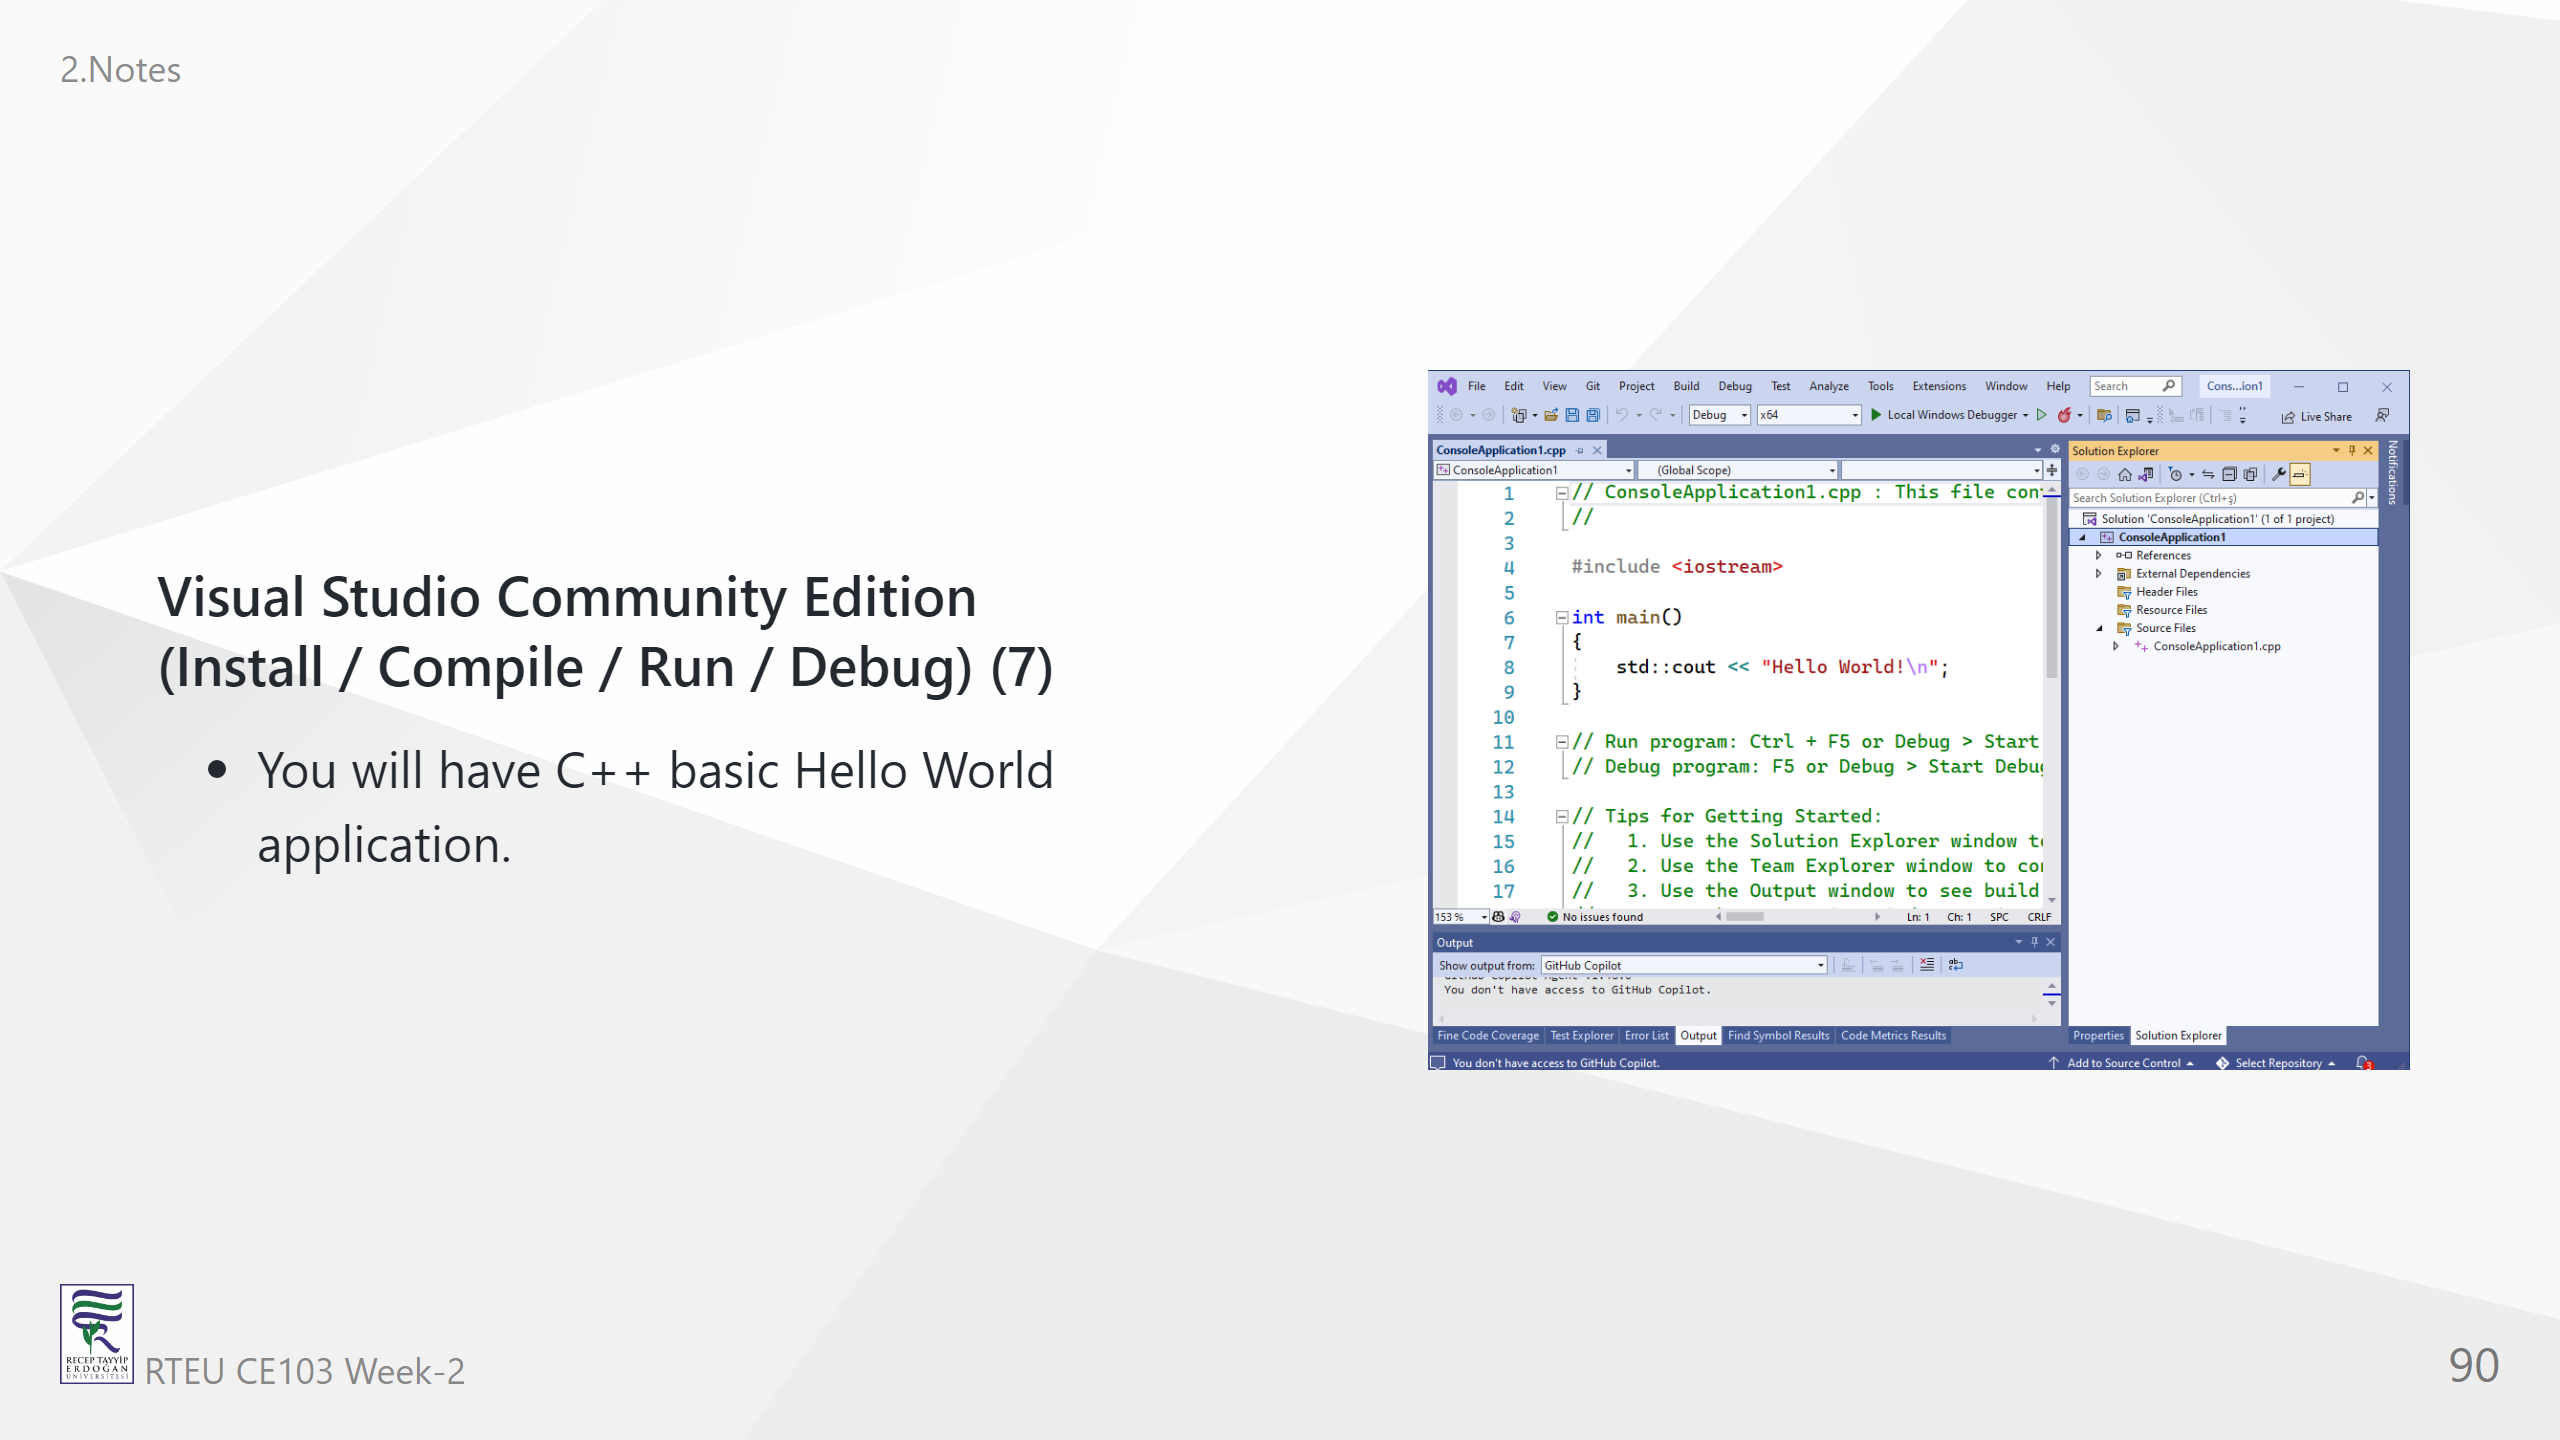 2.Notes
Visual Studio Community Edition
(Install / Compile / Run / Debug) (7)
• You will have C++ basic Hello World
application.
File Edit View Git Project Build Debug Test Analyze Tools Extensions Window Help Search Cons...ion1
Debug x64 Local Windows Debugger Live Share
ConsoleApplication1.cpp
ConsoleApplication1 (Global Scope)
1 // ConsoleApplication1.cpp : This file con
2 //
3
4 #include <iostream>
5
6 int main()
7 {
8 std::cout << "Hello World!\n";
9 }
10
11 // Run program: Ctrl + F5 or Debug > Start
12 // Debug program: F5 or Debug > Start Debu
13
14 // Tips for Getting Started:
15 // 1. Use the Solution Explorer window t
16 // 2. Use the Team Explorer window to co
17 // 3. Use the Output window to see build
153 % No issues found Ln: 1 Ch: 1 SPC CRLF
Output
Show output from: GitHub Copilot
You don't have access to GitHub Copilot.
Fine Code Coverage Test Explorer Error List Output Find Symbol Results Code Metrics Results
Solution Explorer
Search Solution Explorer (Ctrl+ş)
Solution 'ConsoleApplication1' (1 of 1 project)
ConsoleApplication1
References
External Dependencies
Header Files
Resource Files
Source Files
ConsoleApplication1.cpp
Properties Solution Explorer
Notifications
You don't have access to GitHub Copilot. Add to Source Control Select Repository 3
RECEP TAYYİP
ERDOĞAN
ÜNİVERSİTESİ
RTEU CE103 Week-2
90